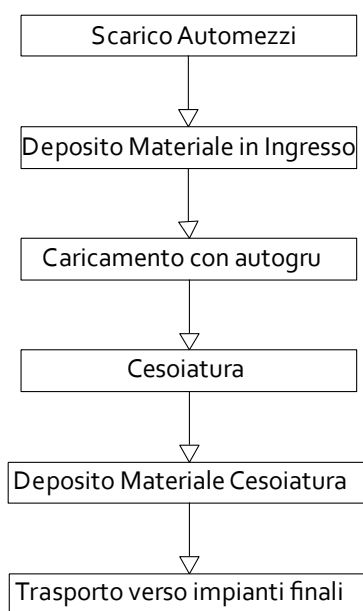 Scarico Automezzi
Deposito Materiale in Ingresso
Caricamento con autogru
Cesoiatura
Deposito Materiale Cesoiatura
Trasporto verso impianti finali